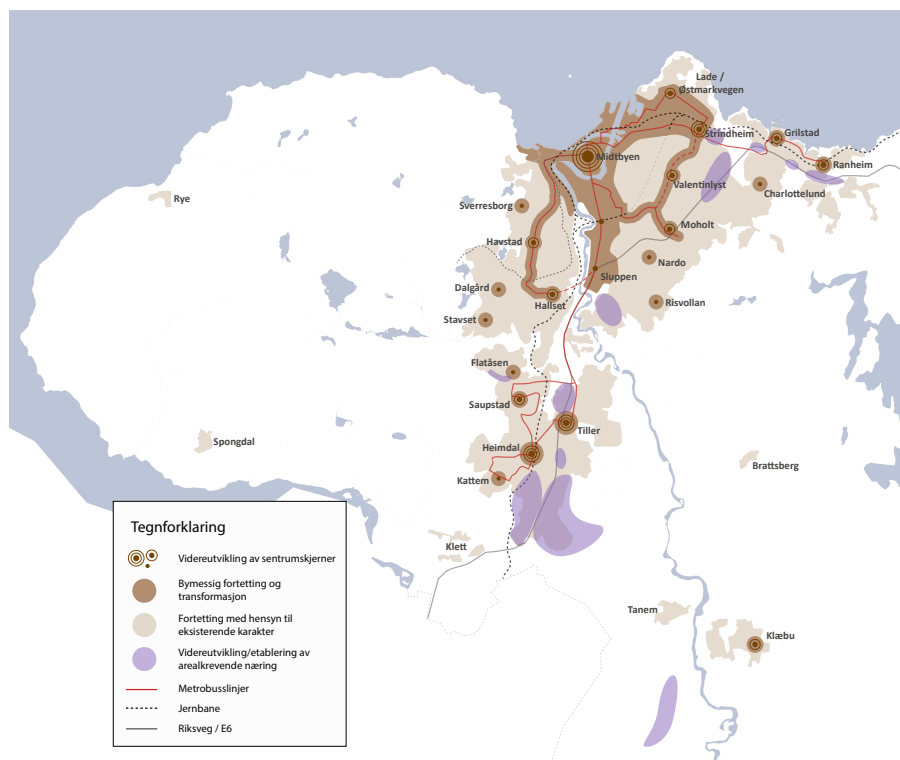 Lade /
Østmarkvegen
Strindheim
Grilstad
Midtbyen
Ranheim
Valentinlyst
Charlottelund
Rye
Sverresborg
Moholt
Havstad
Nardo
Sluppen
Dalgård
Hallset
Risvollan
Stavset
Flatåsen
Saupstad
Tiller
Heimdal
Spongdal
Brattsberg
Kattem
Klett
Tanem
Klæbu
Tegnforklaring
Videreutvikling av sentrumskjerner
Bymessig fortetting og
transformasjon
Fortetting med hensyn til
eksisterende karakter
Videreutvikling/etablering av
arealkrevende næring
Metrobusslinjer
Jernbane
Riksveg / E6